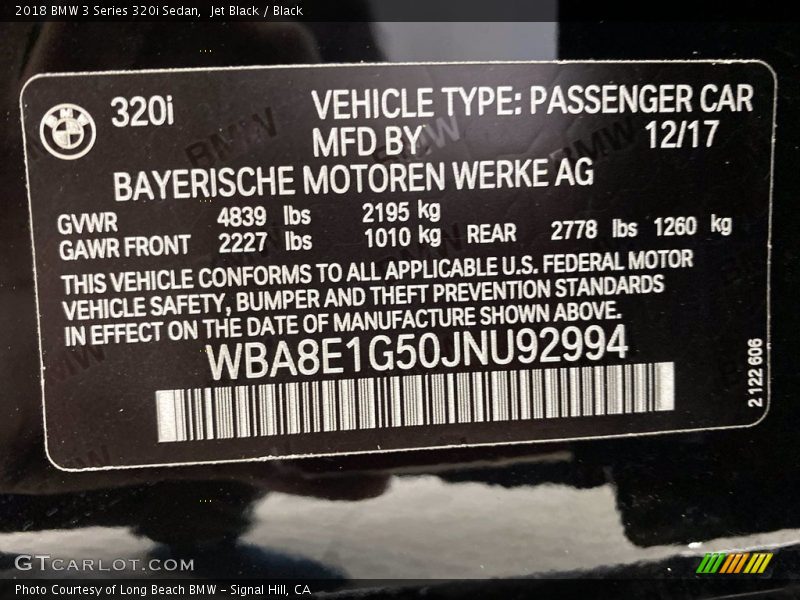 2018 BMW 3 Series 320i Sedan,  Jet Black / Black
320i
VEHICLE TYPE: PASSENGER CAR
MFD BY 12/17
BAYERISCHE MOTOREN WERKE AG
GVWR 4839 lbs 2195 kg
GAWR FRONT 2227 lbs 1010 kg REAR 2778 lbs 1260 kg
THIS VEHICLE CONFORMS TO ALL APPLICABLE U.S. FEDERAL MOTOR
VEHICLE SAFETY, BUMPER AND THEFT PREVENTION STANDARDS
IN EFFECT ON THE DATE OF MANUFACTURE SHOWN ABOVE.
WBA8E1G50JNU92994
2 122 606
GTCARLOT.COM
Photo Courtesy of Long Beach BMW - Signal Hill, CA